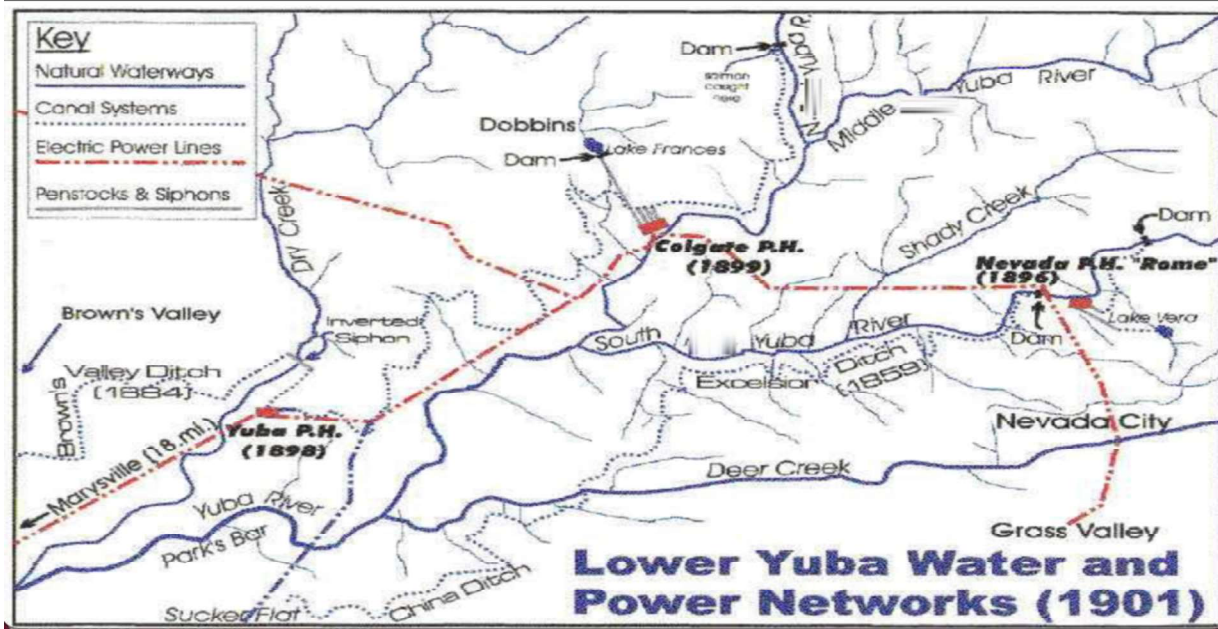 Key
Natural Waterways
Canal Systems
Electric Power Lines
Penstocks & Siphons
Dam
salmon
caught
here
N. Yuba R.
Middle Yuba River
Dobbins
Lake Frances
Dam
Dry Creek
Colgate P.H.
(1899)
Shady Creek
Dam
Nevada P.H. "Rome"
(1896)
Lake Vera
Dam
Brown's Valley
Inverted
Siphon
South Yuba River
Brown's Valley Ditch
(1884)
Excelsior Ditch
(1859)
Yuba P.H.
(1898)
Nevada City
Marysville (18 mi.)
Deer Creek
Yuba River
Park's Bar
Grass Valley
China Ditch
Sucker Flat
Lower Yuba Water and
Power Networks (1901)